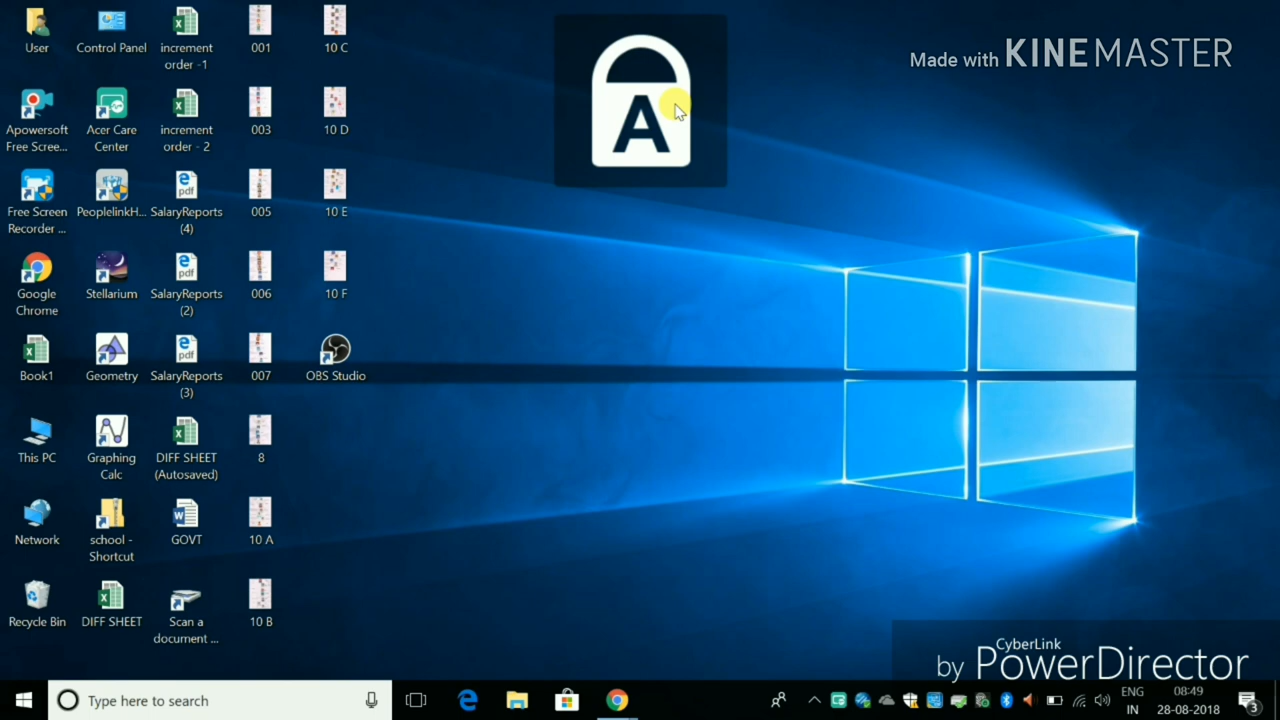 User
Control Panel
increment
order -1
001
10 C
Made with KINEMASTER
A
Apowersoft
Free Scree...
Acer Care
Center
increment
order - 2
003
10 D
Free Screen
Recorder ...
PeoplelinkH...
pdf
SalaryReports
(4)
005
10 E
Google
Chrome
Stellarium
pdf
SalaryReports
(2)
006
10 F
Book1
Geometry
pdf
SalaryReports
(3)
007
OBS Studio
This PC
Graphing
Calc
DIFF SHEET
(Autosaved)
8
Network
school -
Shortcut
GOVT
10 A
Recycle Bin
DIFF SHEET
Scan a
document ...
10 B
CyberLink
by PowerDirector
Type here to search
ENG
IN
08:49
28-08-2018
3